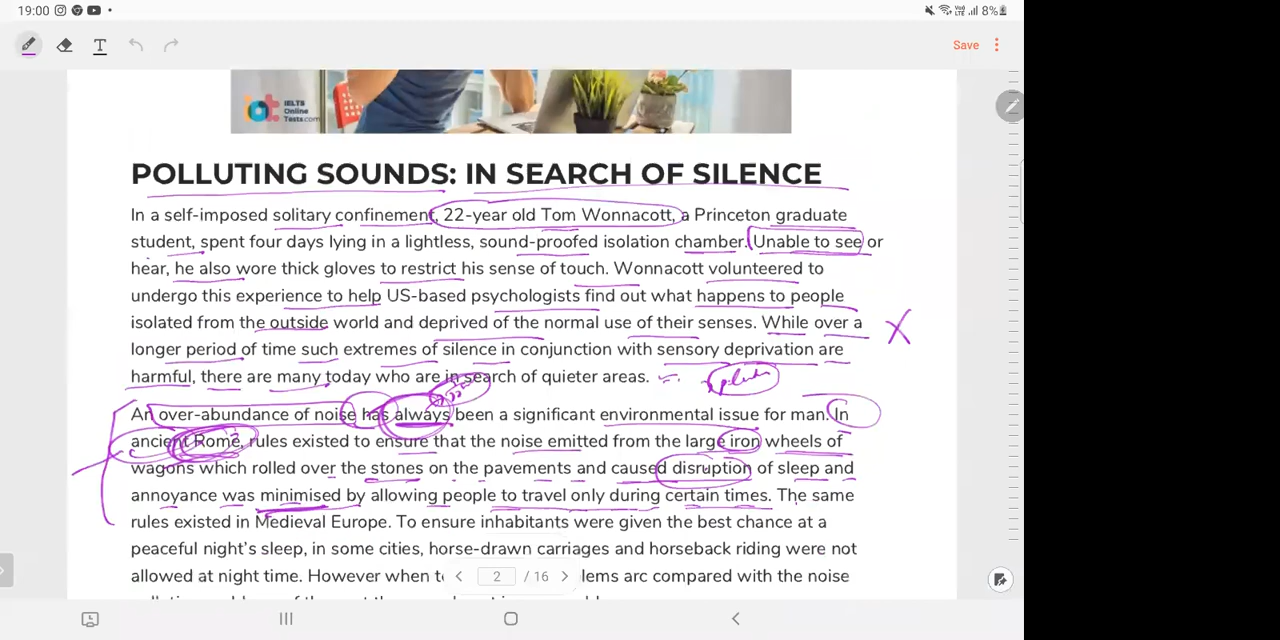 19:00
8%
Save
IELTS
Online
Tests.com
POLLUTING SOUNDS: IN SEARCH OF SILENCE
In a self-imposed solitary confinement, 22-year old Tom Wonnacott, a Princeton graduate
student, spent four days lying in a lightless, sound-proofed isolation chamber. Unable to see or
hear, he also wore thick gloves to restrict his sense of touch. Wonnacott volunteered to
undergo this experience to help US-based psychologists find out what happens to people
isolated from the outside world and deprived of the normal use of their senses. While over a
longer period of time such extremes of silence in conjunction with sensory deprivation are
harmful, there are many today who are in search of quieter areas.
An over-abundance of noise has always been a significant environmental issue for man. In
ancient Rome, rules existed to ensure that the noise emitted from the large iron wheels of
wagons which rolled over the stones on the pavements and caused disruption of sleep and
annoyance was minimised by allowing people to travel only during certain times. The same
rules existed in Medieval Europe. To ensure inhabitants were given the best chance at a
peaceful night's sleep, in some cities, horse-drawn carriages and horseback riding were not
allowed at night time. However when lems arc compared with the noise
2 / 16